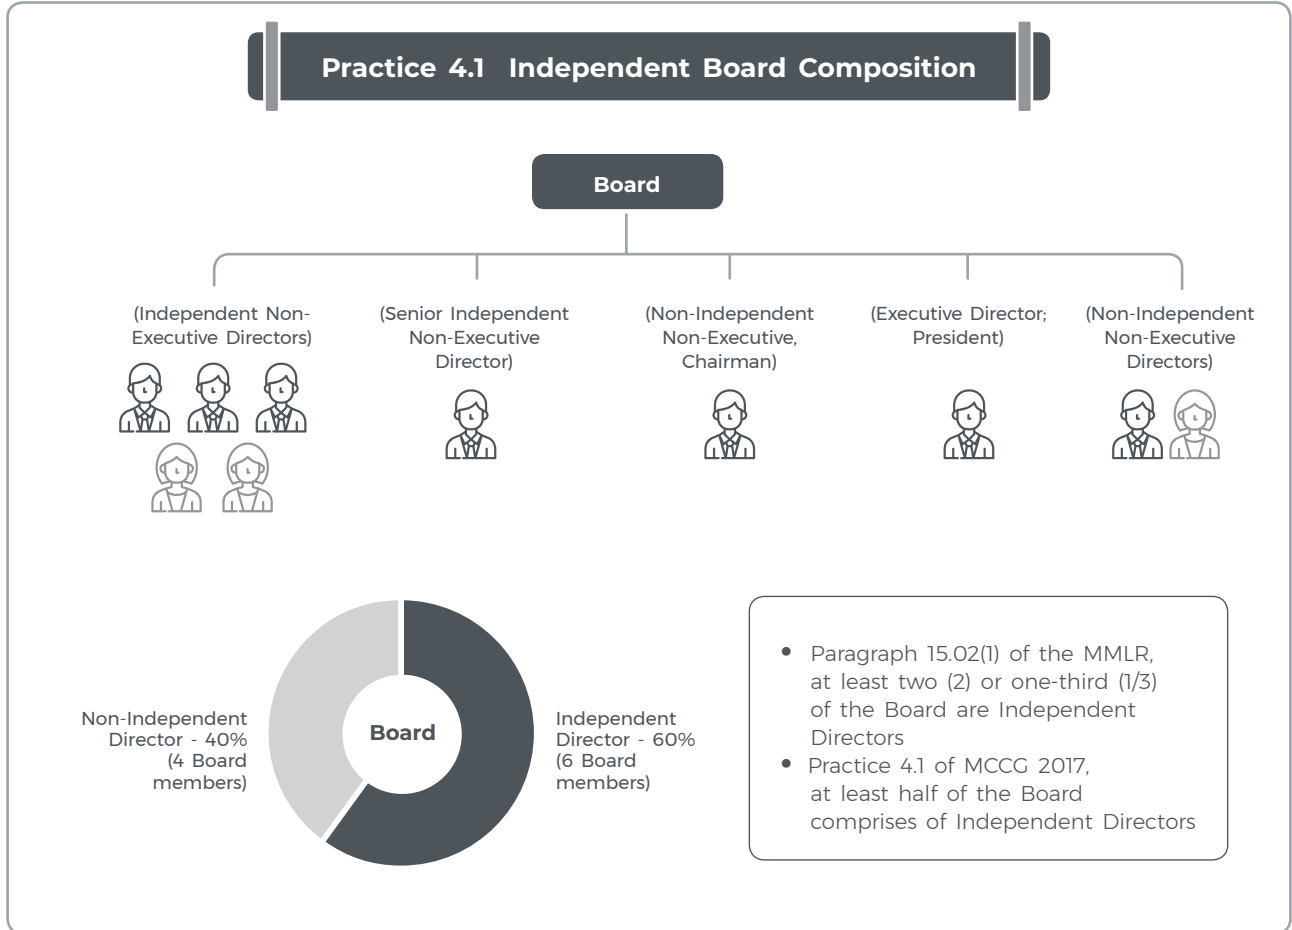 Practice 4.1 Independent Board Composition
Board
(Independent Non-
Executive Directors)
(Senior Independent
Non-Executive
Director)
(Non-Independent
Non-Executive,
Chairman)
(Executive Director;
President)
(Non-Independent
Non-Executive
Directors)
Non-Independent
Director - 40%
(4 Board
members)
Board
Independent
Director - 60%
(6 Board
members)
• Paragraph 15.02(1) of the MMLR,
at least two (2) or one-third (1/3)
of the Board are Independent
Directors
• Practice 4.1 of MCCG 2017,
at least half of the Board
comprises of Independent Directors